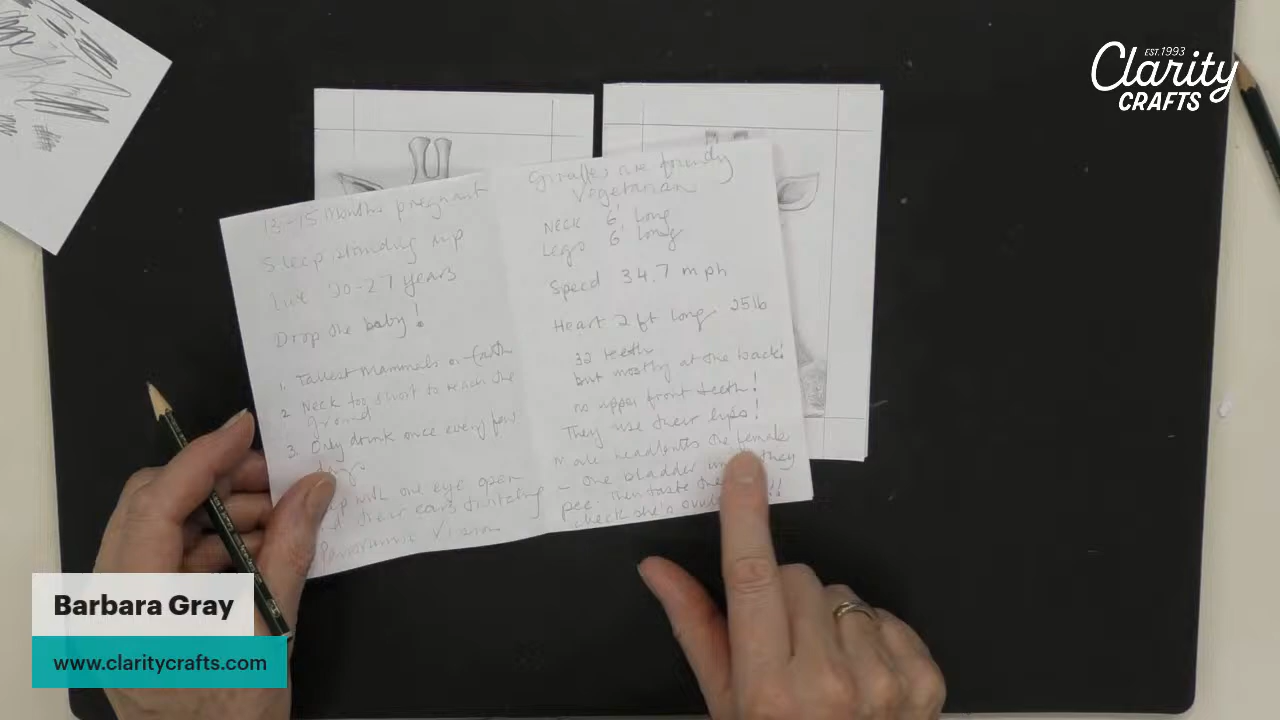 EST. 1993
Clarity
CRAFTS
13-15 Months pregnant
Sleep standing up
Live 20-27 years
Drop the baby!
1. Tallest Mammals on Earth
2 Neck too short to reach the
ground
3. Only drink once every few
days
with one eye open
their ears twitching
Panoramic Vision
Giraffes are
Vegetarian
Neck 6' long
Legs 6' long
Speed 34.7 mph
Heart 2 ft long 25lb
32 teeth
but mostly at the back!
no upper front teeth!
They use their lips!
Male headbutts the female
- the bladder they
pee. then taste the !!
check she's
Barbara Gray
www.claritycrafts.com